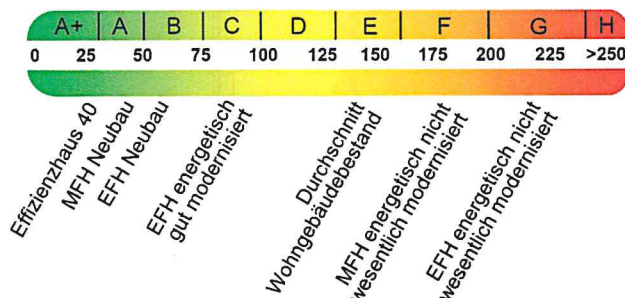 A+ A B C D E F G H
0 25 50 75 100 125 150 175 200 225 >250
Effizienzhaus 40
MFH Neubau
EFH Neubau
EFH energetisch
gut modernisiert
Durchschnitt
Wohngebäudebestand
MFH energetisch nicht
wesentlich modernisiert
EFH energetisch nicht
wesentlich modernisiert